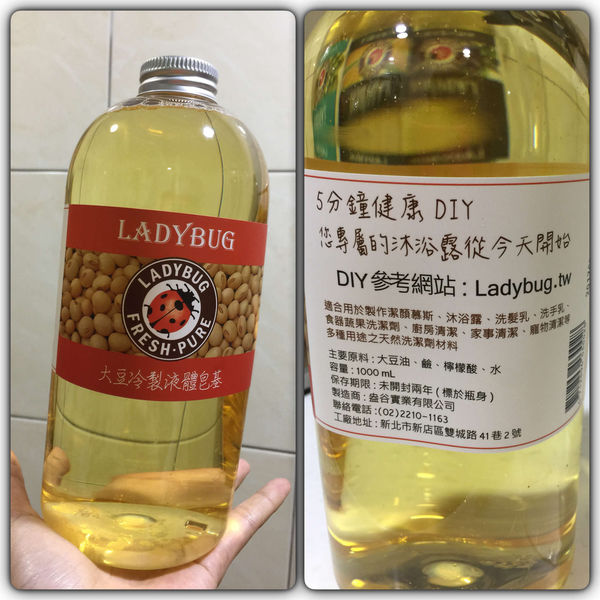 LADYBUG
LADYBUG
FRESH·PURE
大豆冷製液體皂基
5分鐘健康 DIY
您專屬的沐浴露從今天開始
DIY 參考網站 : Ladybug.tw
適合用於製作潔顏慕斯、沐浴露、洗髮乳、洗手乳、
食器蔬果洗潔劑、廚房清潔、家事清潔、寵物清潔等
多種用途之天然洗潔劑材料
主要原料 : 大豆油、鹼、檸檬酸、水
容量 : 1000 mL
保存期限 : 未開封兩年 ( 標於瓶身 )
製造商 : 盎谷實業有限公司
聯絡電話 : (02)2210-1163
工廠地址 : 新北市新店區雙城路 41 巷 2 號